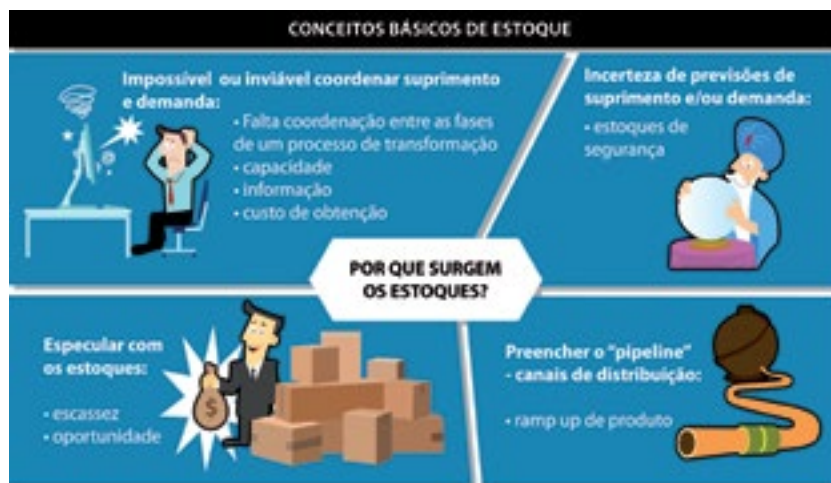 CONCEITOS BÁSICOS DE ESTOQUE
Impossível ou inviável coordenar suprimento
e demanda:
• Falta coordenação entre as fases
de um processo de transformação
• capacidade
• informação
• custo de obtenção
Incerteza de previsões de
suprimento e/ou demanda:
• estoques de
segurança
POR QUE SURGEM
OS ESTOQUES?
Especular com
os estoques:
• escassez
• oportunidade
$
Preencher o "pipeline"
- canais de distribuição:
• ramp up de produto